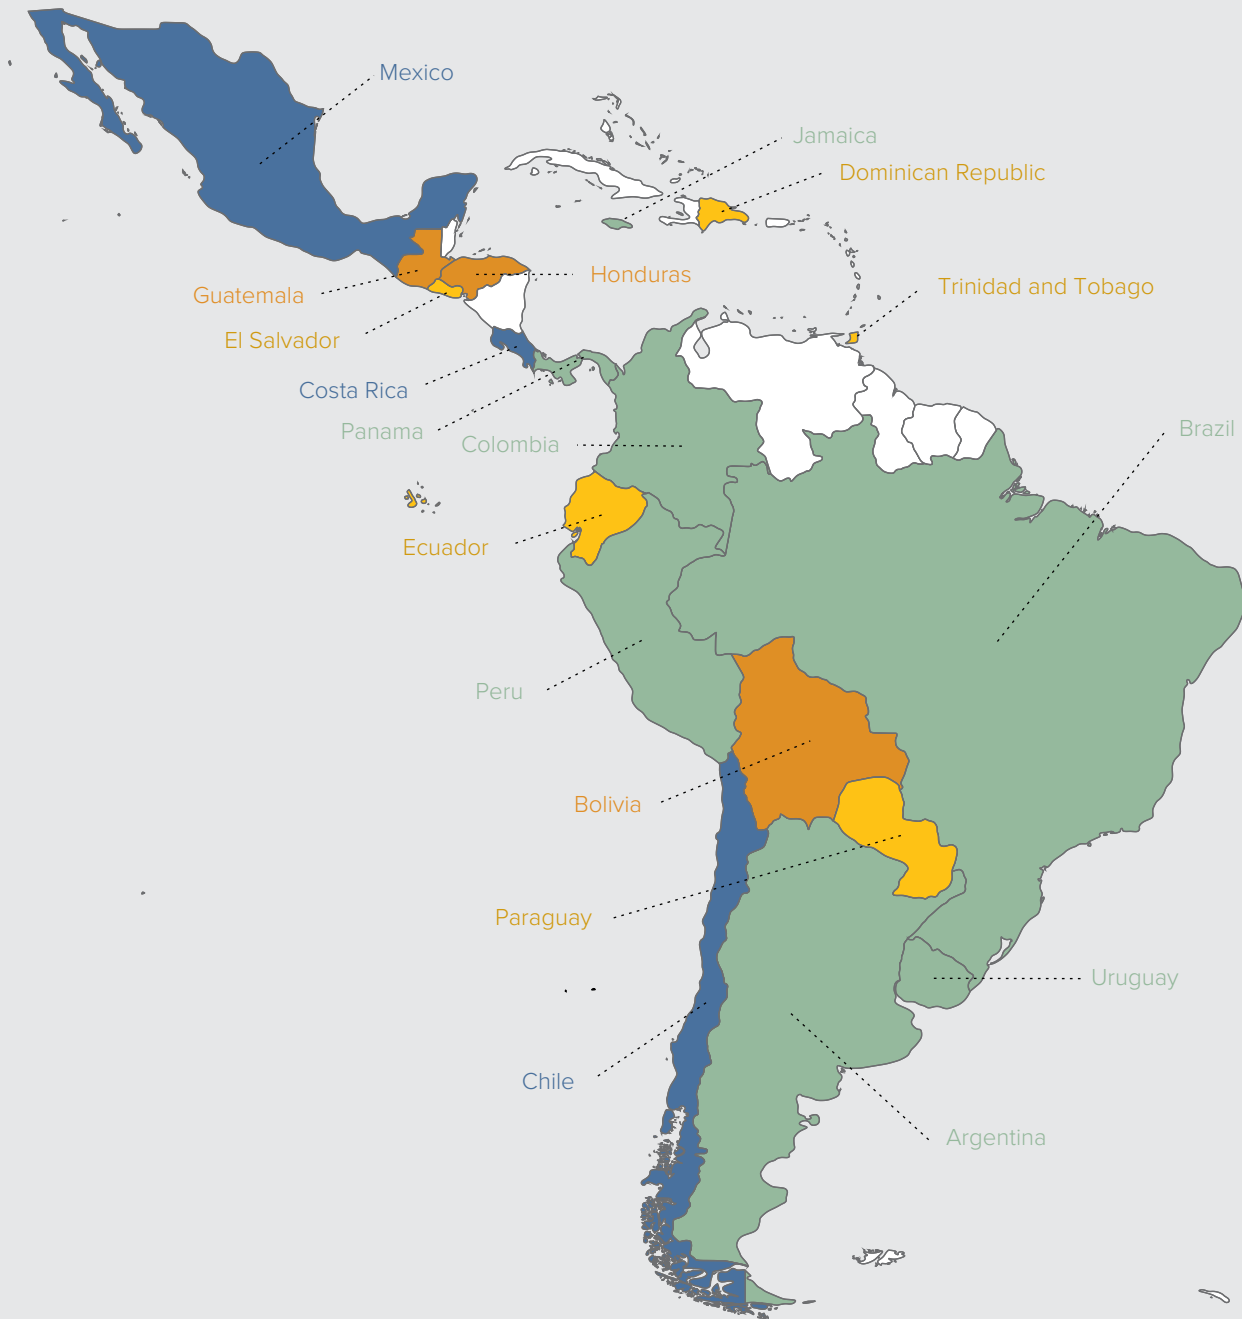 Mexico
Jamaica
Dominican Republic
Honduras
Trinidad and Tobago
Guatemala
El Salvador
Costa Rica
Panama
Colombia
Brazil
Ecuador
Peru
Bolivia
Paraguay
Uruguay
Chile
Argentina